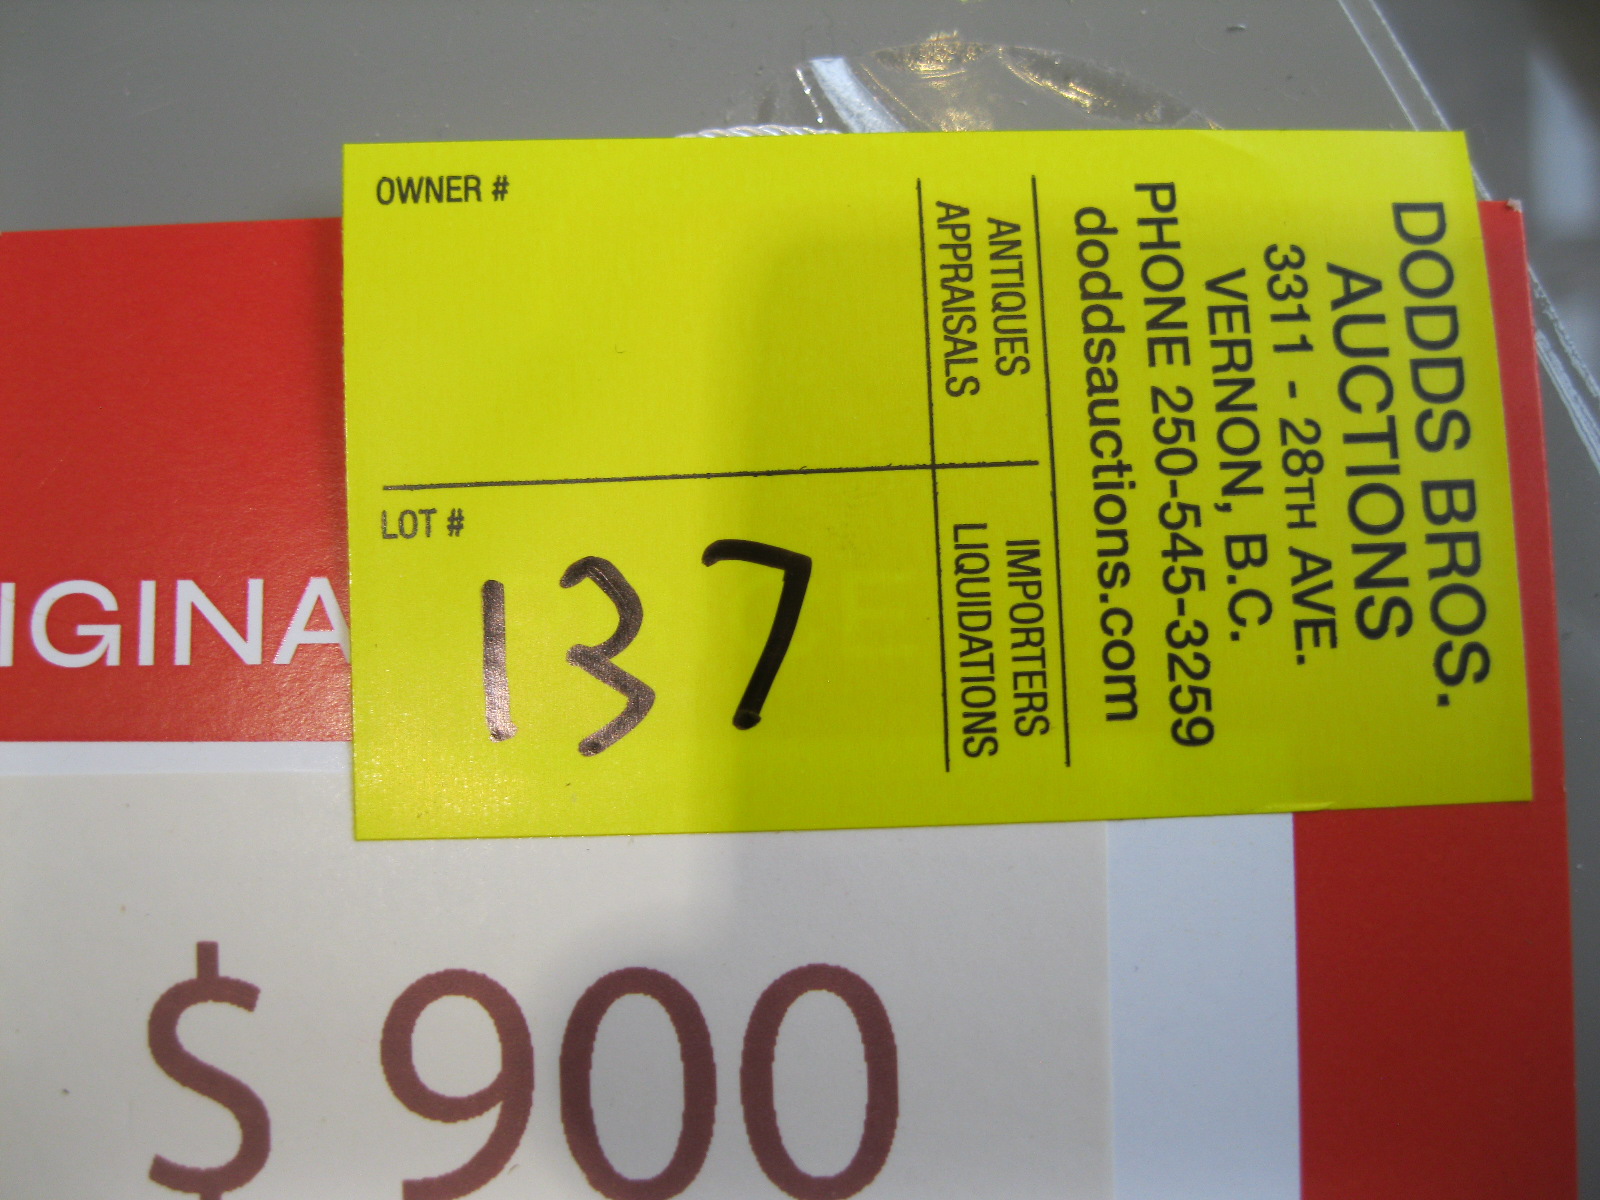 DODDS BROS.
AUCTIONS
3311 - 28TH AVE.
VERNON, B.C.
PHONE 250-545-3259
doddsauctions.com
ANTIQUES
APPRAISALS
IMPORTERS
LIQUIDATIONS
OWNER #
LOT #
137
IGINA
$ 900